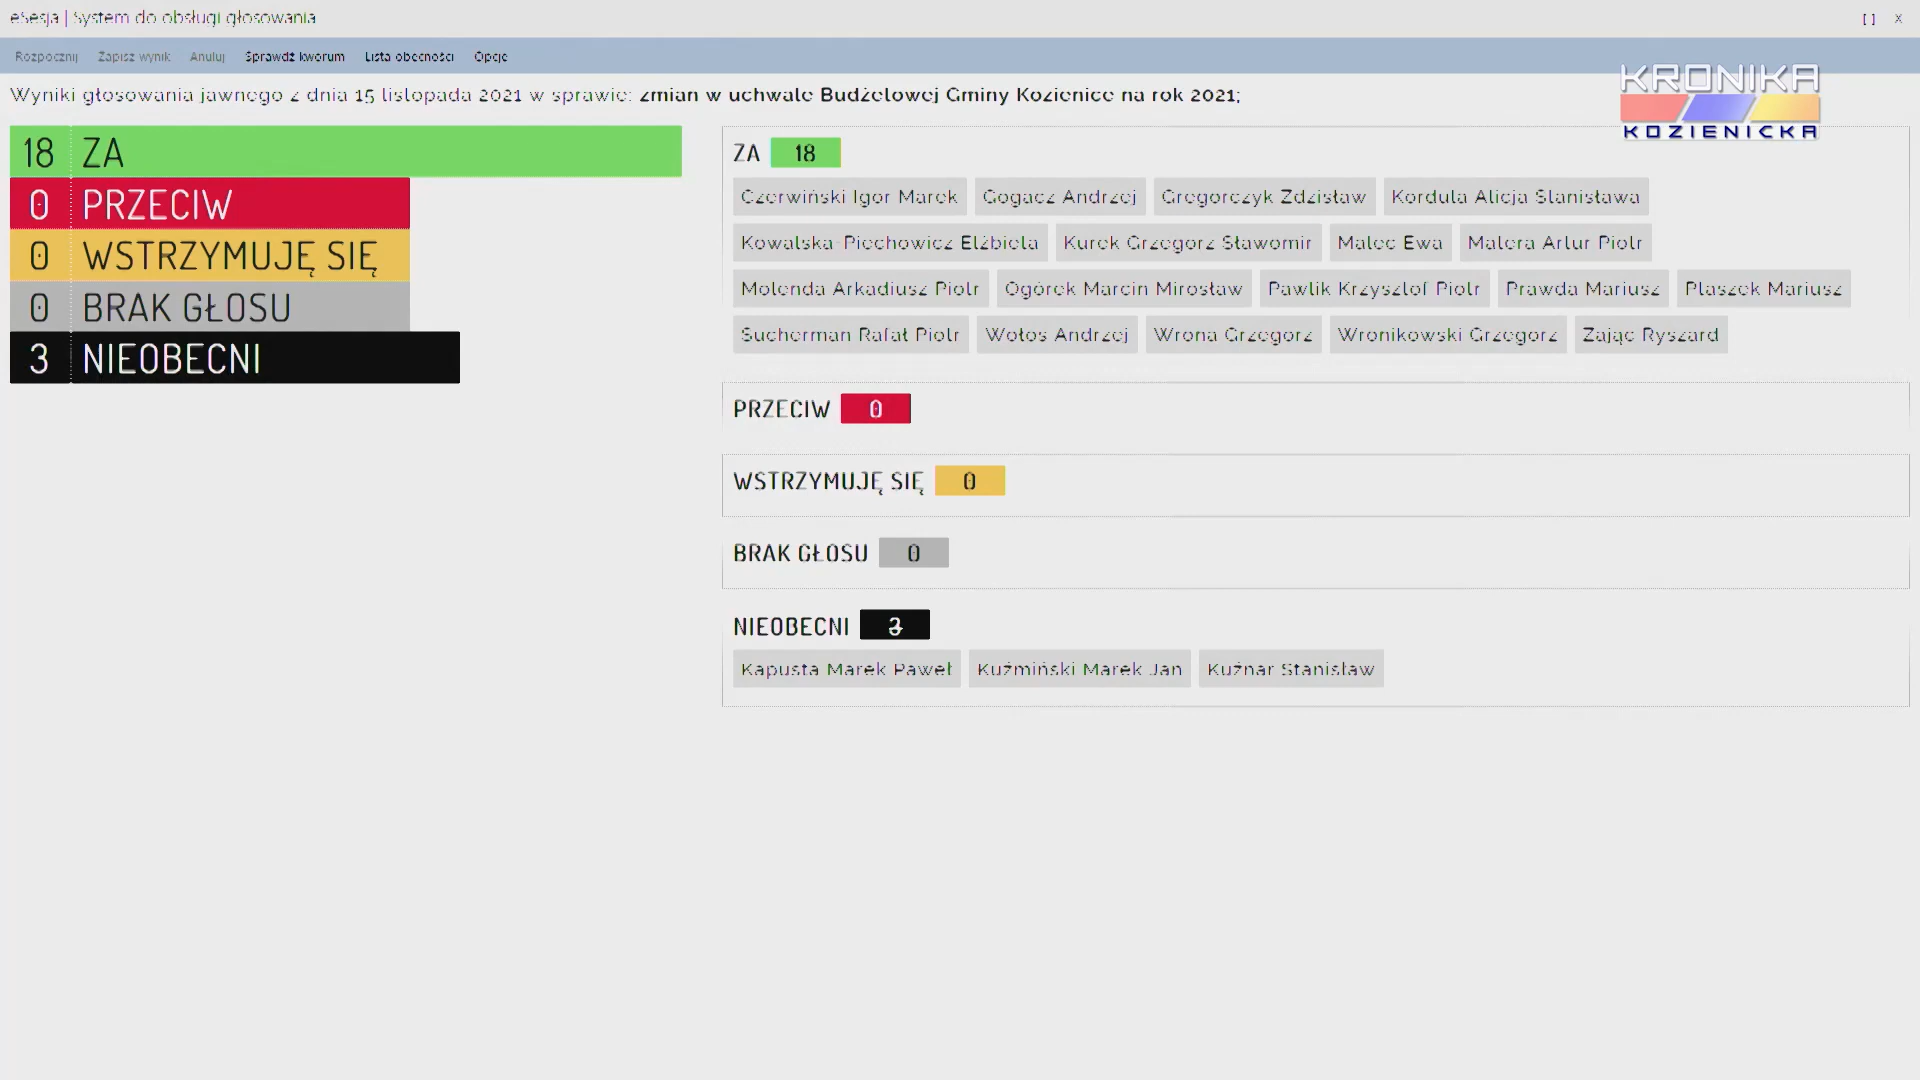 eSesja | System do obsługi głosowania
[ ] X
Rozpocznij Zapisz wynik Anuluj Sprawdź kworum Lista obecności Opcje
KRONIKA
KOZIENICKA
Wyniki głosowania jawnego z dnia 15 listopada 2021 w sprawie: zmian w uchwale Budżetowej Gminy Kozienice na rok 2021;
18 ZA
0 PRZECIW
0 WSTRZYMUJĘ SIĘ
0 BRAK GŁOSU
3 NIEOBECNI
ZA 18
Czerwiński Igor Marek Gogacz Andrzej Gregorczyk Zdzisław Kordula Alicja Stanisława
Kowalska-Piechowicz Elżbieta Kurek Grzegorz Sławomir Malec Ewa Matera Artur Piotr
Molenda Arkadiusz Piotr Ogórek Marcin Mirosław Pawlik Krzysztof Piotr Prawda Mariusz Ptaszek Mariusz
Sucherman Rafał Piotr Wołos Andrzej Wrona Grzegorz Wronikowski Grzegorz Zając Ryszard
PRZECIW 0
WSTRZYMUJĘ SIĘ 0
BRAK GŁOSU 0
NIEOBECNI 3
Kapusta Marek Paweł Kuźmiński Marek Jan Kuźnar Stanisław